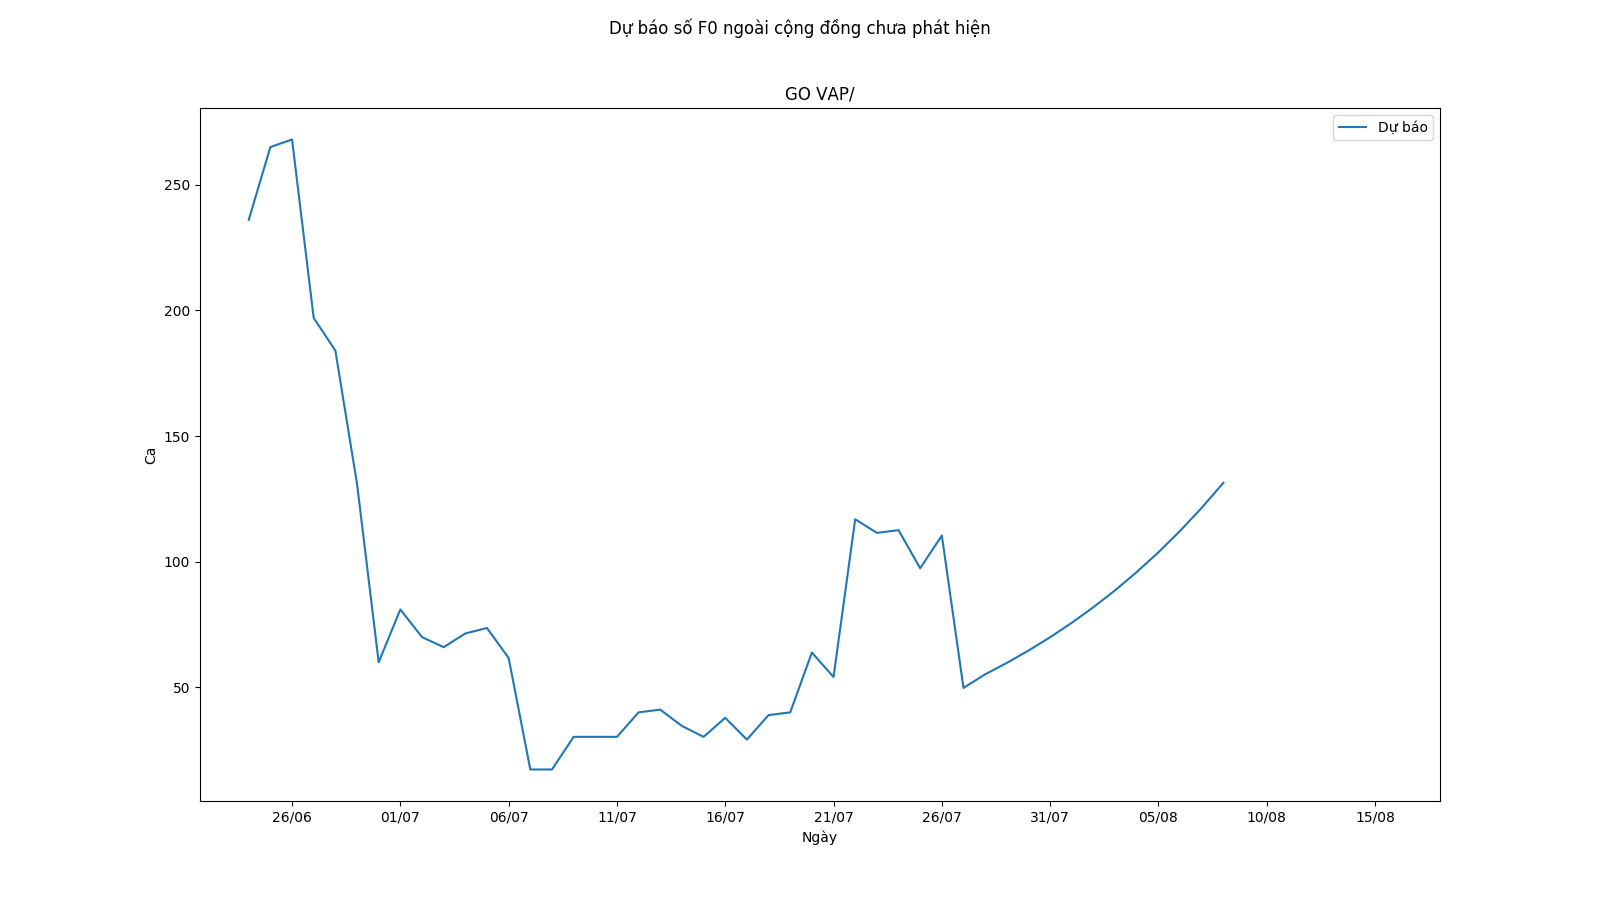 Dự báo số F0 ngoài cộng đồng chưa phát hiện
GO VAP/
Dự báo
250
200
150
100
50
Ca
26/06 01/07 06/07 11/07 16/07 21/07 26/07 31/07 05/08 10/08 15/08
Ngày